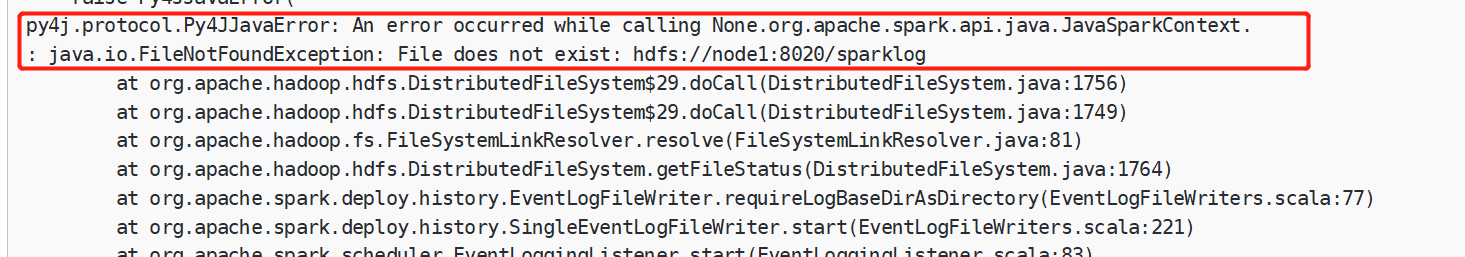 raise Py4JJavaError(
py4j.protocol.Py4JJavaError: An error occurred while calling None.org.apache.spark.api.java.JavaSparkContext.
: java.io.FileNotFoundException: File does not exist: hdfs://node1:8020/sparklog
at org.apache.hadoop.hdfs.DistributedFileSystem$29.doCall(DistributedFileSystem.java:1756)
at org.apache.hadoop.hdfs.DistributedFileSystem$29.doCall(DistributedFileSystem.java:1749)
at org.apache.hadoop.fs.FileSystemLinkResolver.resolve(FileSystemLinkResolver.java:81)
at org.apache.hadoop.hdfs.DistributedFileSystem.getFileStatus(DistributedFileSystem.java:1764)
at org.apache.spark.deploy.history.EventLogFileWriter.requireLogBaseDirAsDirectory(EventLogFileWriters.scala:77)
at org.apache.spark.deploy.history.SingleEventLogFileWriter.start(EventLogFileWriters.scala:221)
at org.apache.spark.scheduler.EventLoggingListener.start(EventLoggingListener.scala:83)